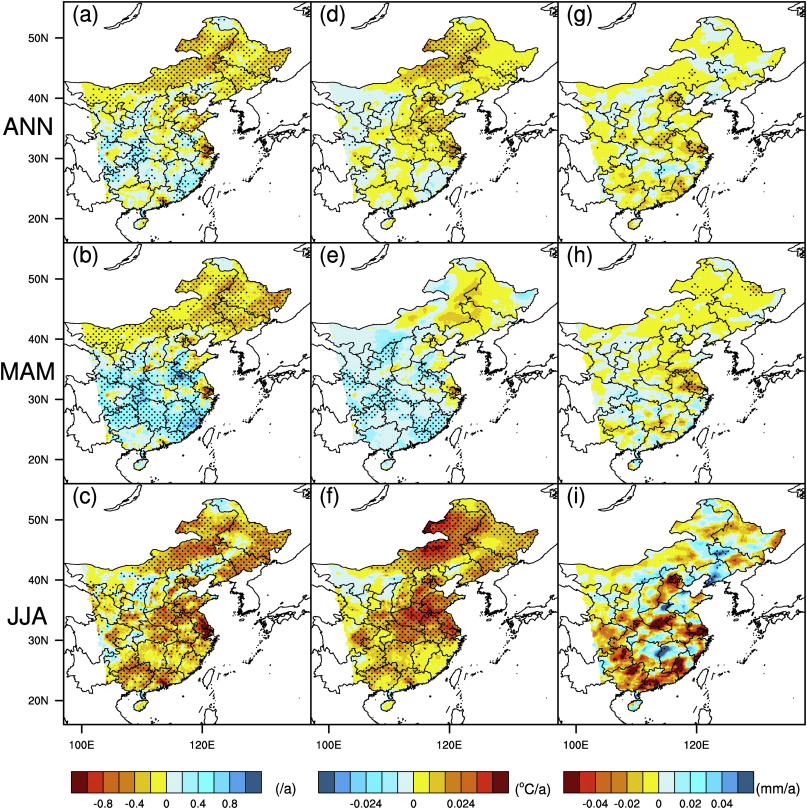 (a) (d) (g)
50N
40N
ANN
30N
20N
(b) (e) (h)
50N
40N
MAM
30N
20N
(c) (f) (i)
50N
40N
JJA
30N
20N
100E 120E 100E 120E 100E 120E
(/a) (°C/a) (mm/a)
-0.8 -0.4 0 0.4 0.8 -0.024 0 0.024 -0.04 -0.02 0 0.02 0.04